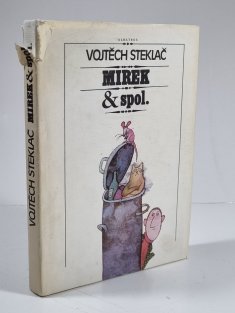 ALBATROS
VOJTĚCH STEKLAČ
MIREK
& spol.
VOJTĚCH STEKLAČ MIREK & spol.